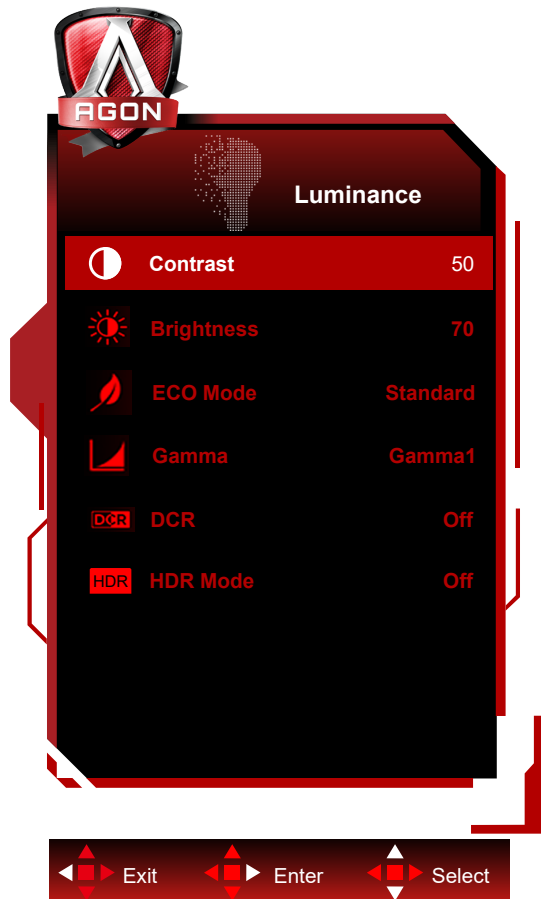 AGON
Luminance
Contrast 50
Brightness 70
ECO Mode Standard
Gamma Gamma1
DCR DCR Off
HDR HDR Mode Off
Exit Enter Select